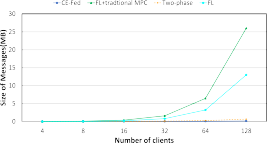 CE-Fed FL+tradtional MPC Two-phase FL
Size of Messages(MB)
30
25
20
15
10
5
0
4 8 16 32 64 128
Number of clients